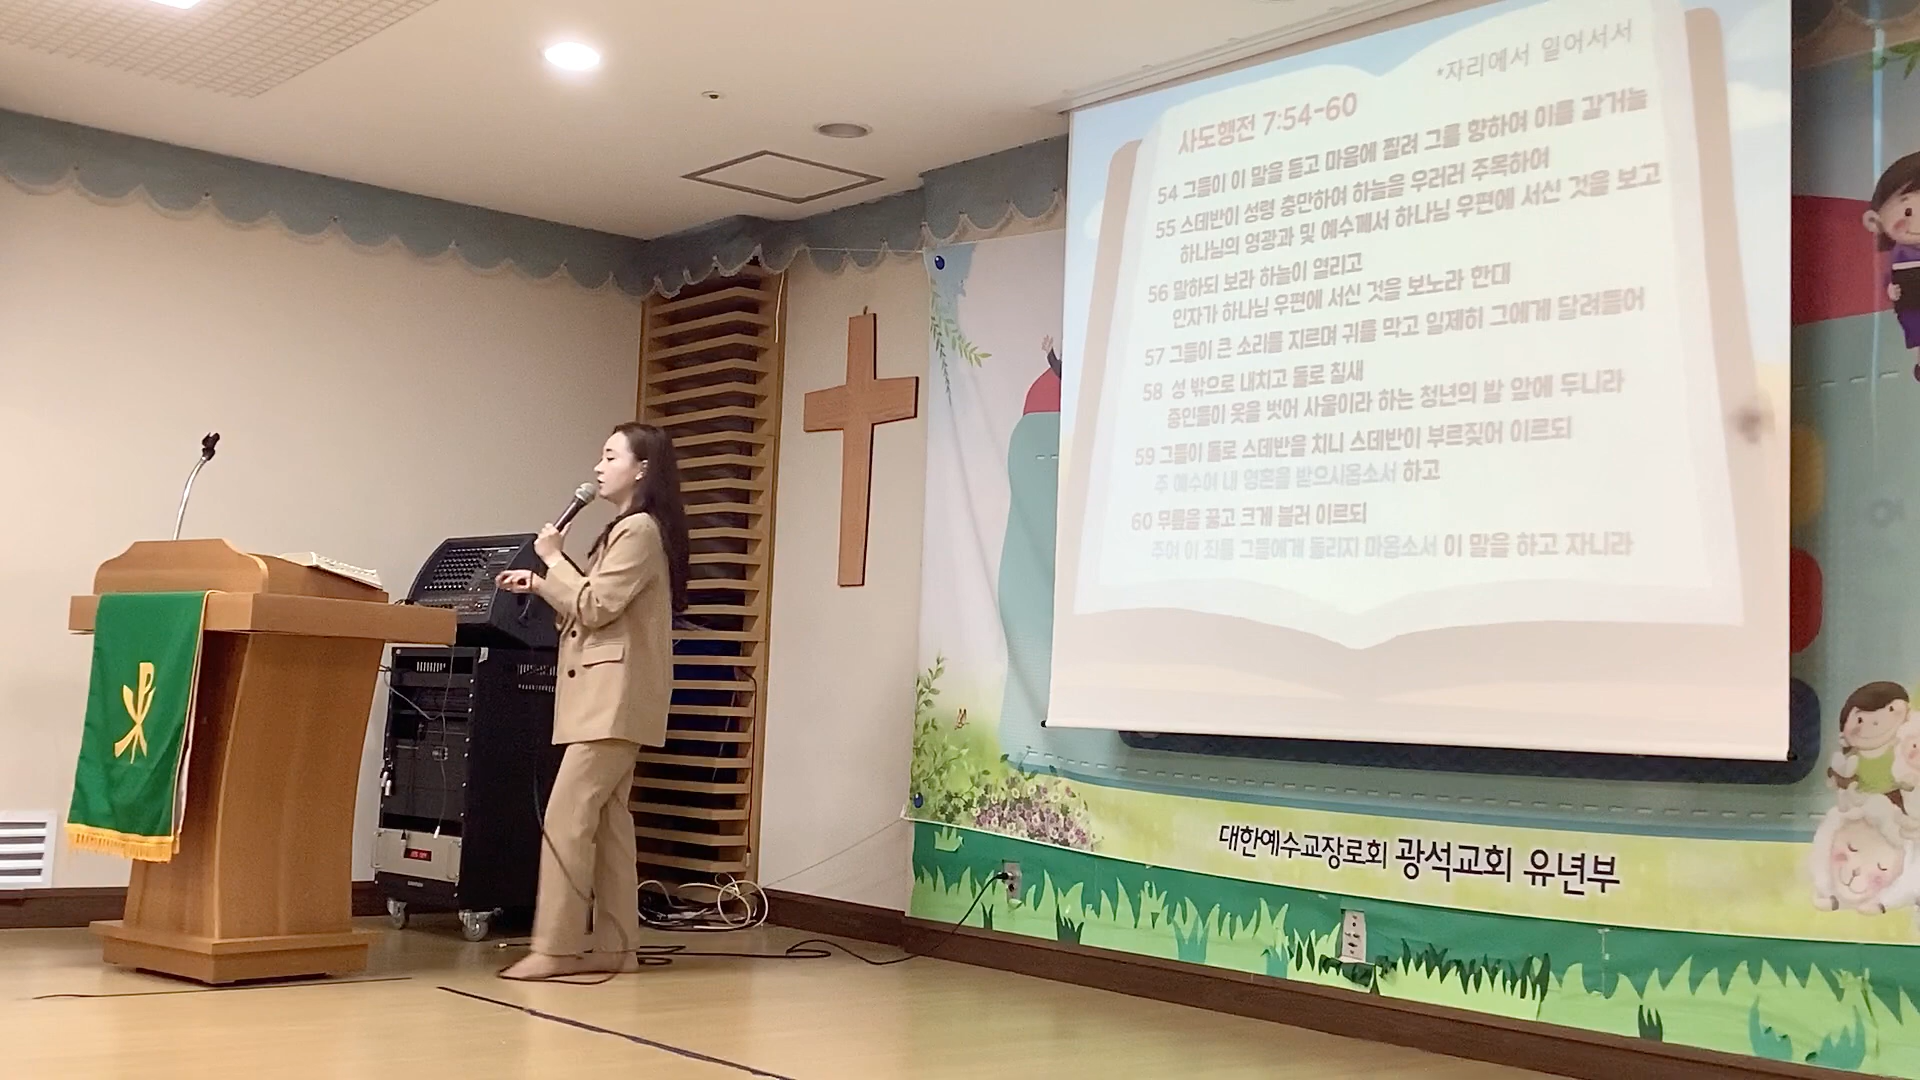 *자리에서 일어서서
사도행전 7:54-60
54 그들이 이 말을 듣고 마음에 찔려 그를 향하여 이를 갈거늘
55 스데반이 성령 충만하여 하늘을 우러러 주목하여
하나님의 영광과 및 예수께서 하나님 우편에 서신 것을 보고
56 말하되 보라 하늘이 열리고
인자가 하나님 우편에 서신 것을 보노라 한대
57 그들이 큰 소리를 지르며 귀를 막고 일제히 그에게 달려들어
58 성 밖으로 내치고 돌로 칠새
증인들이 옷을 벗어 사울이라 하는 청년의 발 앞에 두니라
59 그들이 돌로 스데반을 치니 스데반이 부르짖어 이르되
주 예수여 내 영혼을 받으시옵소서 하고
60 무릎을 꿇고 크게 불러 이르되
주여 이 죄를 그들에게 돌리지 마옵소서 이 말을 하고 자니라
대한예수교장로회 광석교회 유년부